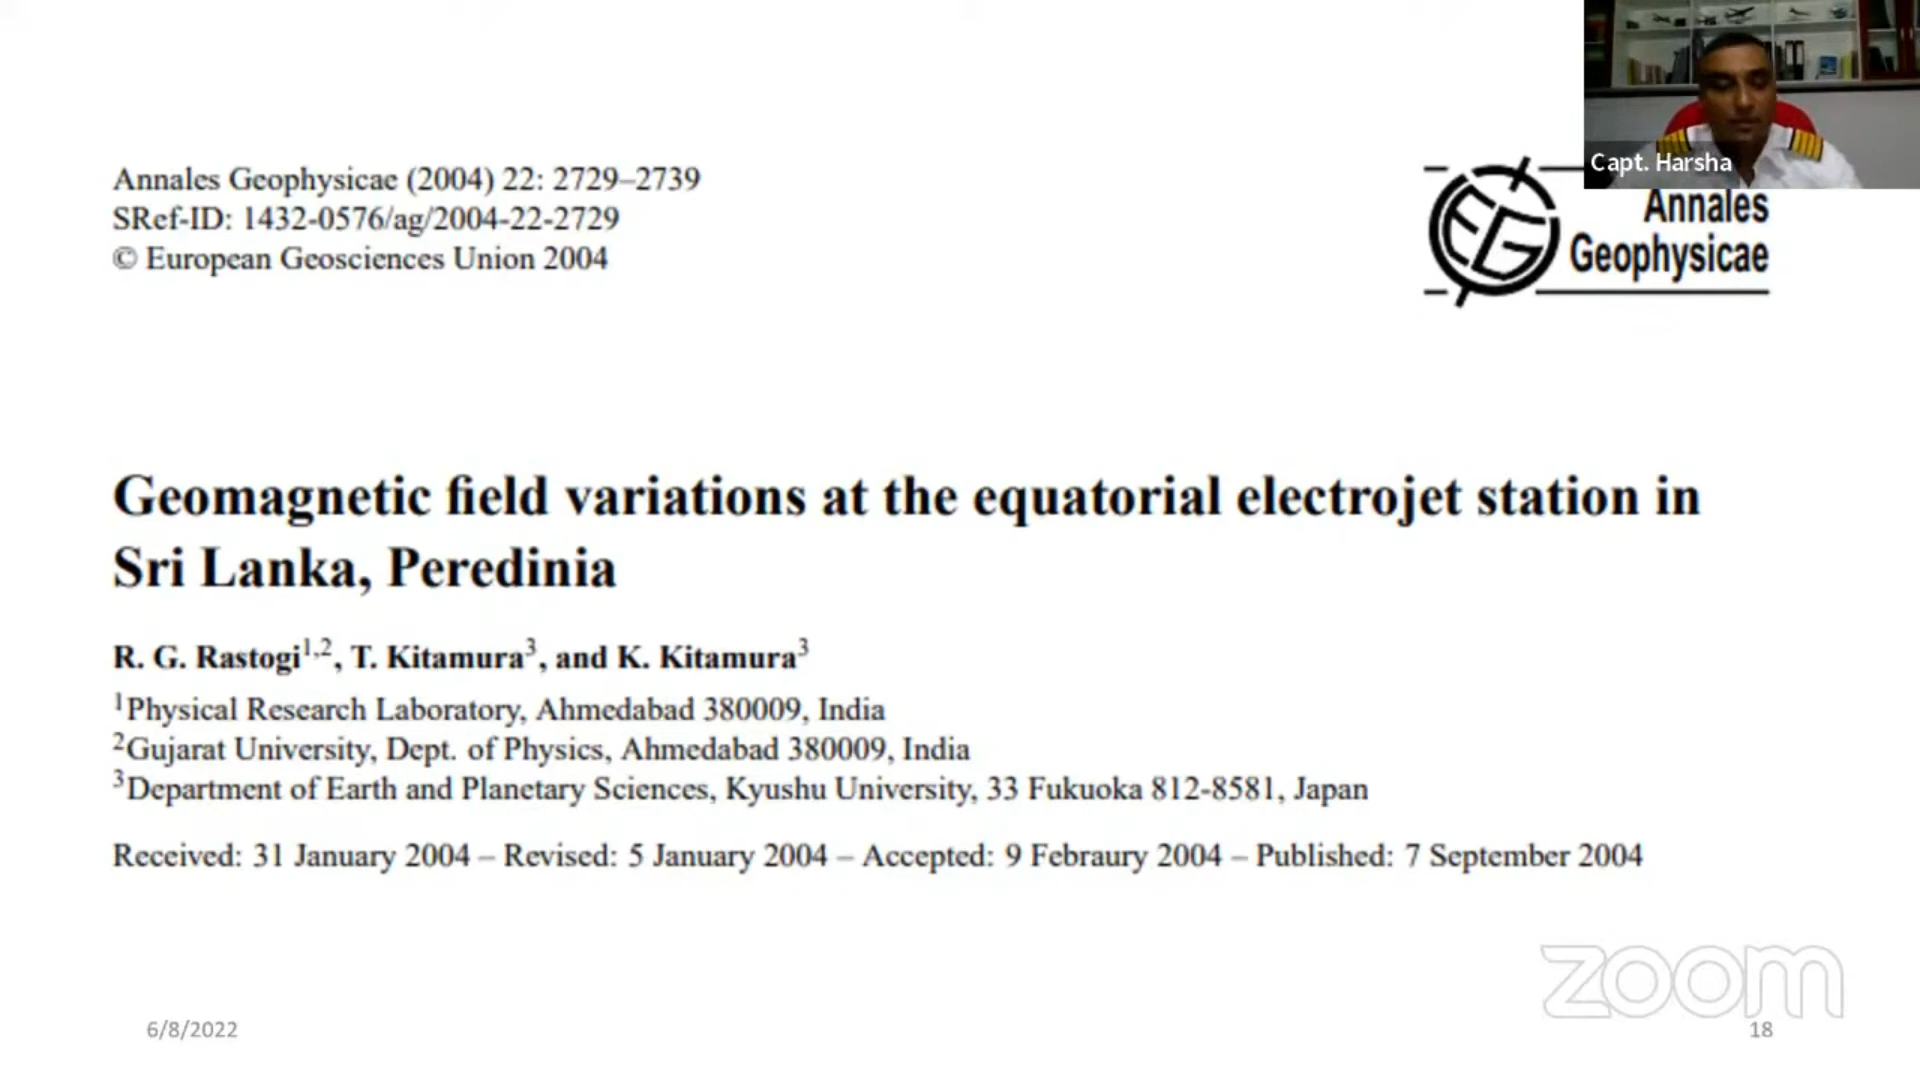 Capt. Harsha
Annales Geophysicae (2004) 22: 2729–2739
SRef-ID: 1432-0576/ag/2004-22-2729
© European Geosciences Union 2004
EG
Annales
Geophysicae
Geomagnetic field variations at the equatorial electrojet station in
Sri Lanka, Peredinia
R. G. Rastogi1,2, T. Kitamura3, and K. Kitamura3
1Physical Research Laboratory, Ahmedabad 380009, India
2Gujarat University, Dept. of Physics, Ahmedabad 380009, India
3Department of Earth and Planetary Sciences, Kyushu University, 33 Fukuoka 812-8581, Japan
Received: 31 January 2004 – Revised: 5 January 2004 – Accepted: 9 Febraury 2004 – Published: 7 September 2004
zoom
6/8/2022
18